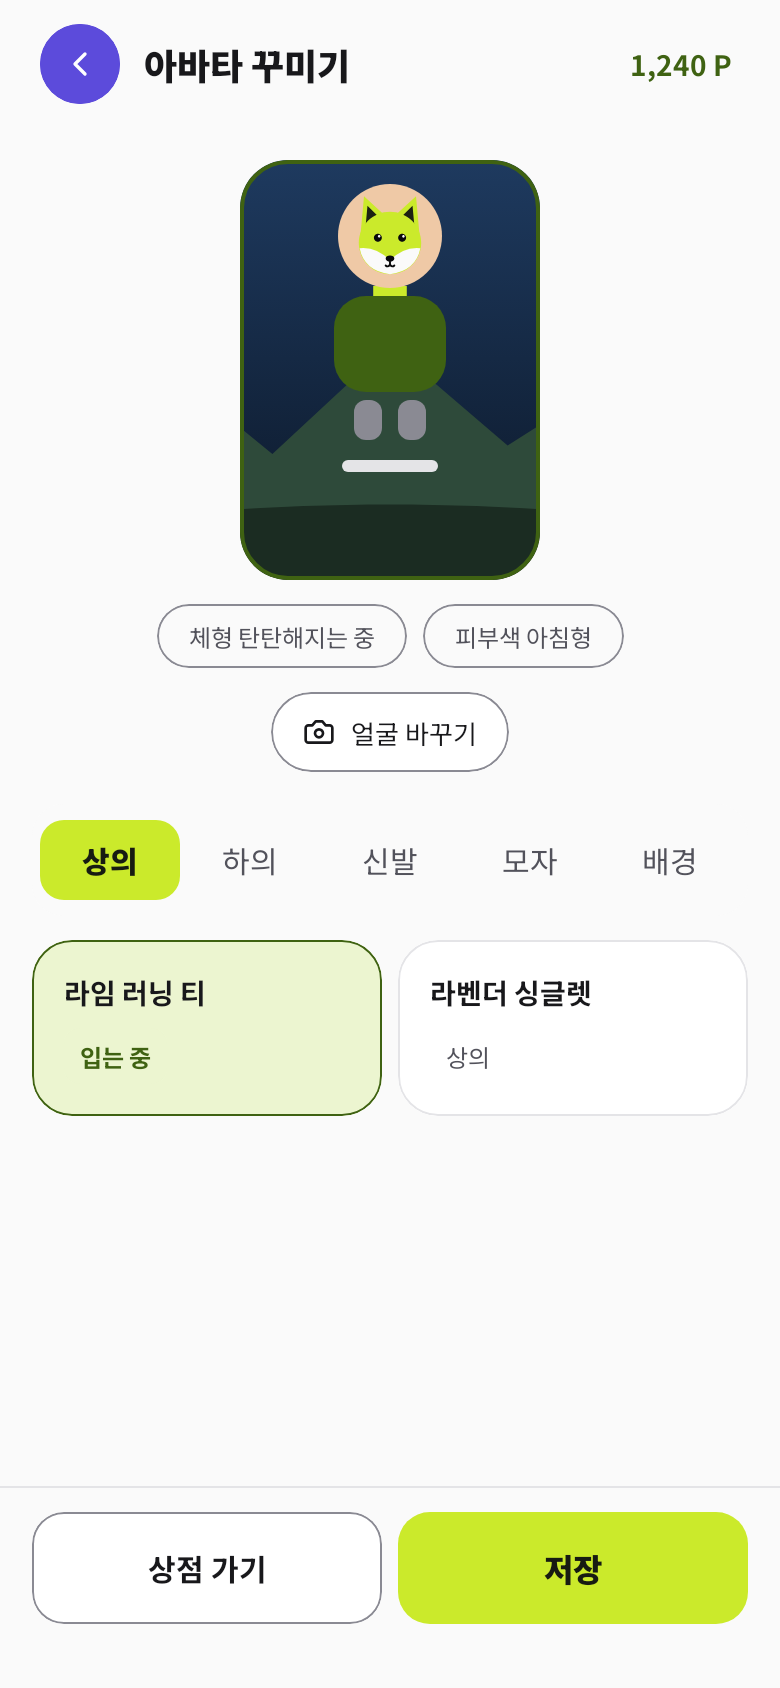 아바타 꾸미기
1,240 P
체형 탄탄해지는 중
피부색 아침형
얼굴 바꾸기
상의
하의
신발
모자
배경
라임 러닝 티
입는 중
라벤더 싱글렛
상의
상점 가기
저장